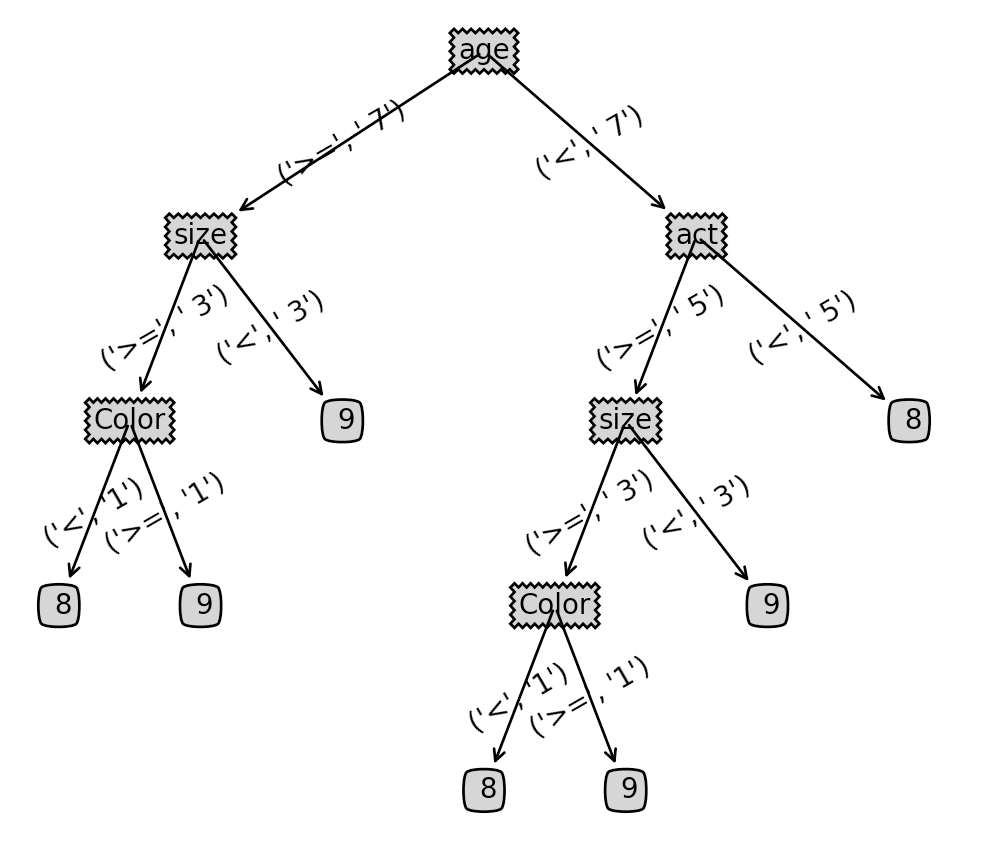 age
('>=', ' 7')
('<', ' 7')
size
act
('>=', ' 3')
('<', ' 3')
('>=', ' 5')
('<', ' 5')
Color
9
size
8
('<', '1')
('>=', '1')
('>=', ' 3')
('<', ' 3')
8
9
Color
9
('<', '1')
('>=', '1')
8
9